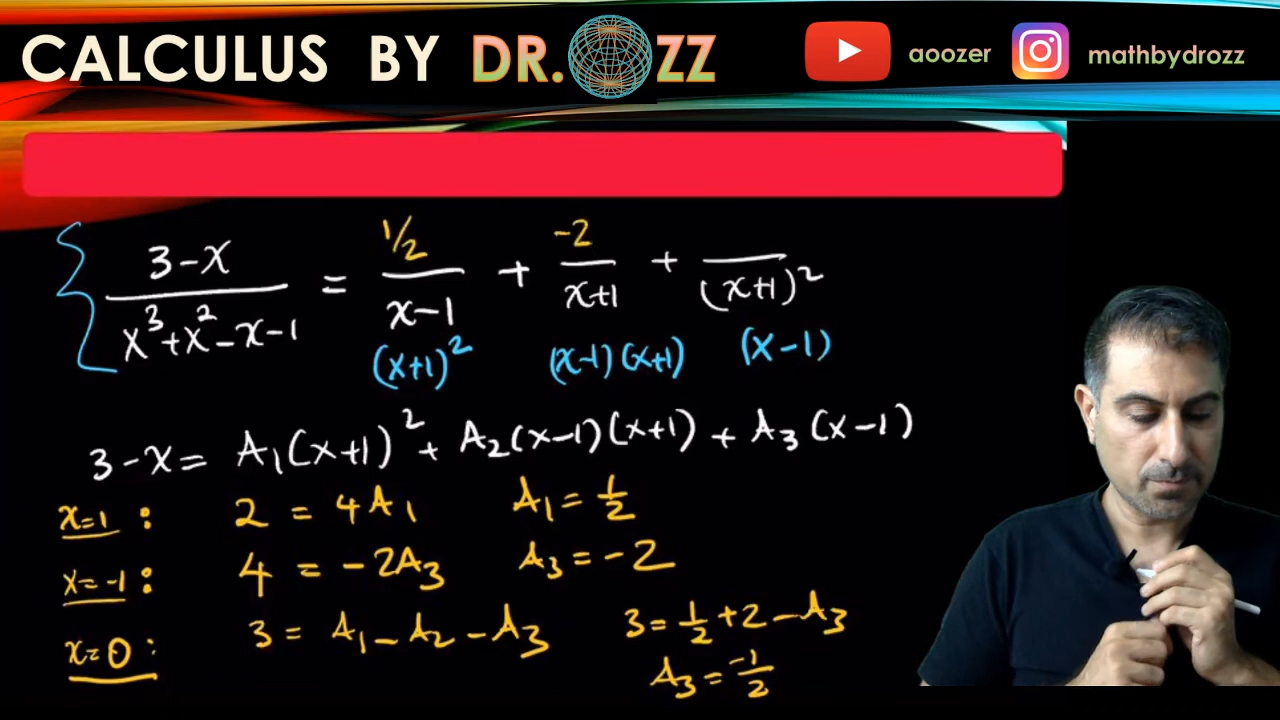 CALCULUS BY DR. OZZ aoozer mathbydrozz
(3-x)/(x³+x²-x-1) = (1/2)/(x-1) + (-2)/(x+1) + /(x+1)²
(x+1)² (x-1)(x+1) (x-1)
3-x = A₁(x+1)² + A₂(x-1)(x+1) + A₃(x-1)
x=1: 2 = 4A₁ A₁ = 1/2
x=-1: 4 = -2A₃ A₃ = -2
x=0: 3 = A₁-A₂-A₃ 3 = 1/2+2-A₃
A₃ = -1/2